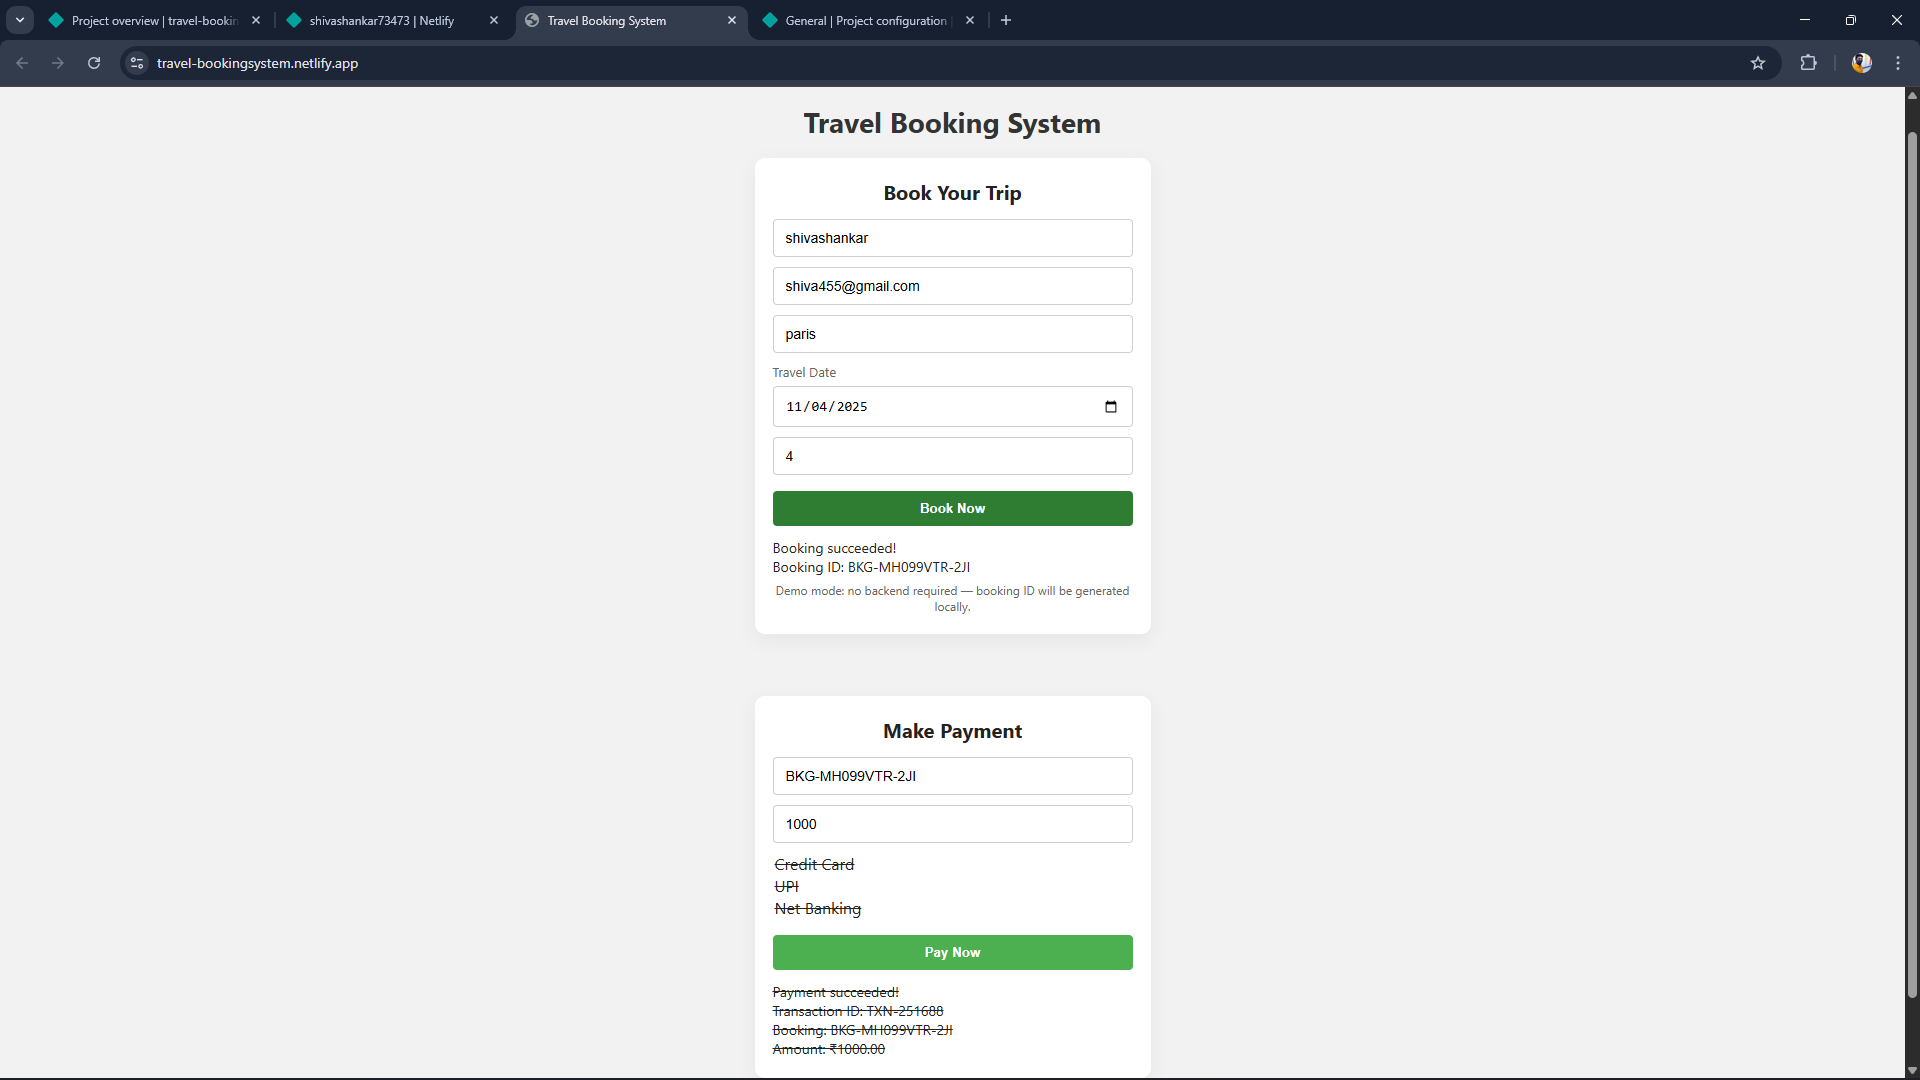 Project overview | travel-bookin
shivashankar73473 | Netlify
Travel Booking System
General | Project configuration
travel-bookingsystem.netlify.app
Travel Booking System
Book Your Trip
shivashankar
shiva455@gmail.com
paris
Travel Date
11/04/2025
4
Book Now
Booking succeeded!
Booking ID: BKG-MH099VTR-2JI
Demo mode: no backend required — booking ID will be generated
locally.
Make Payment
BKG-MH099VTR-2JI
1000
Credit Card
UPI
Net Banking
Pay Now
Payment succeeded!
Transaction ID: TXN-251688
Booking: BKG-MH099VTR-2JI
Amount: ₹1000.00